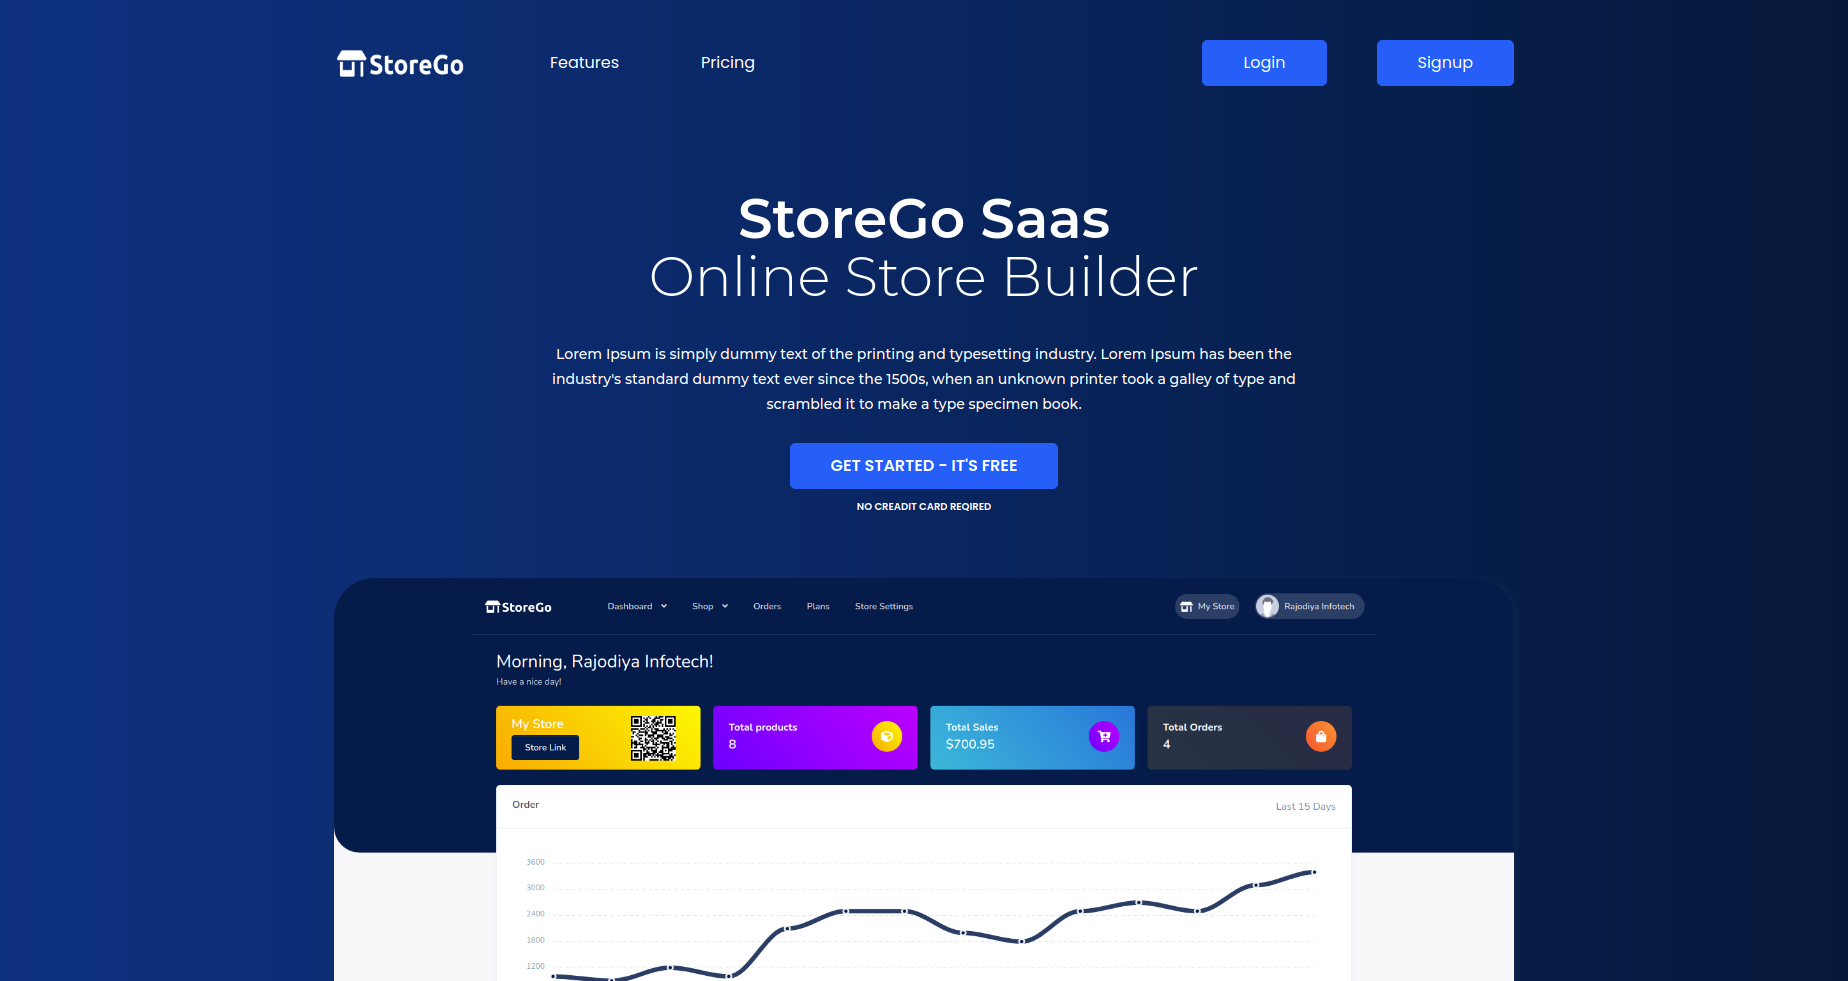 StoreGo
Features
Pricing
Login
Signup
StoreGo Saas
Online Store Builder
Lorem Ipsum is simply dummy text of the printing and typesetting industry. Lorem Ipsum has been the
industry's standard dummy text ever since the 1500s, when an unknown printer took a galley of type and
scrambled it to make a type specimen book.
GET STARTED - IT'S FREE
NO CREADIT CARD REQIRED
StoreGo
Dashboard
Shop
Orders
Plans
Store Settings
My Store
Rajodiya Infotech
Morning, Rajodiya Infotech!
Have a nice day!
My Store
Store Link
Total products
8
Total Sales
$700.95
Total Orders
4
Order
Last 15 Days
3600
3000
2400
1800
1200